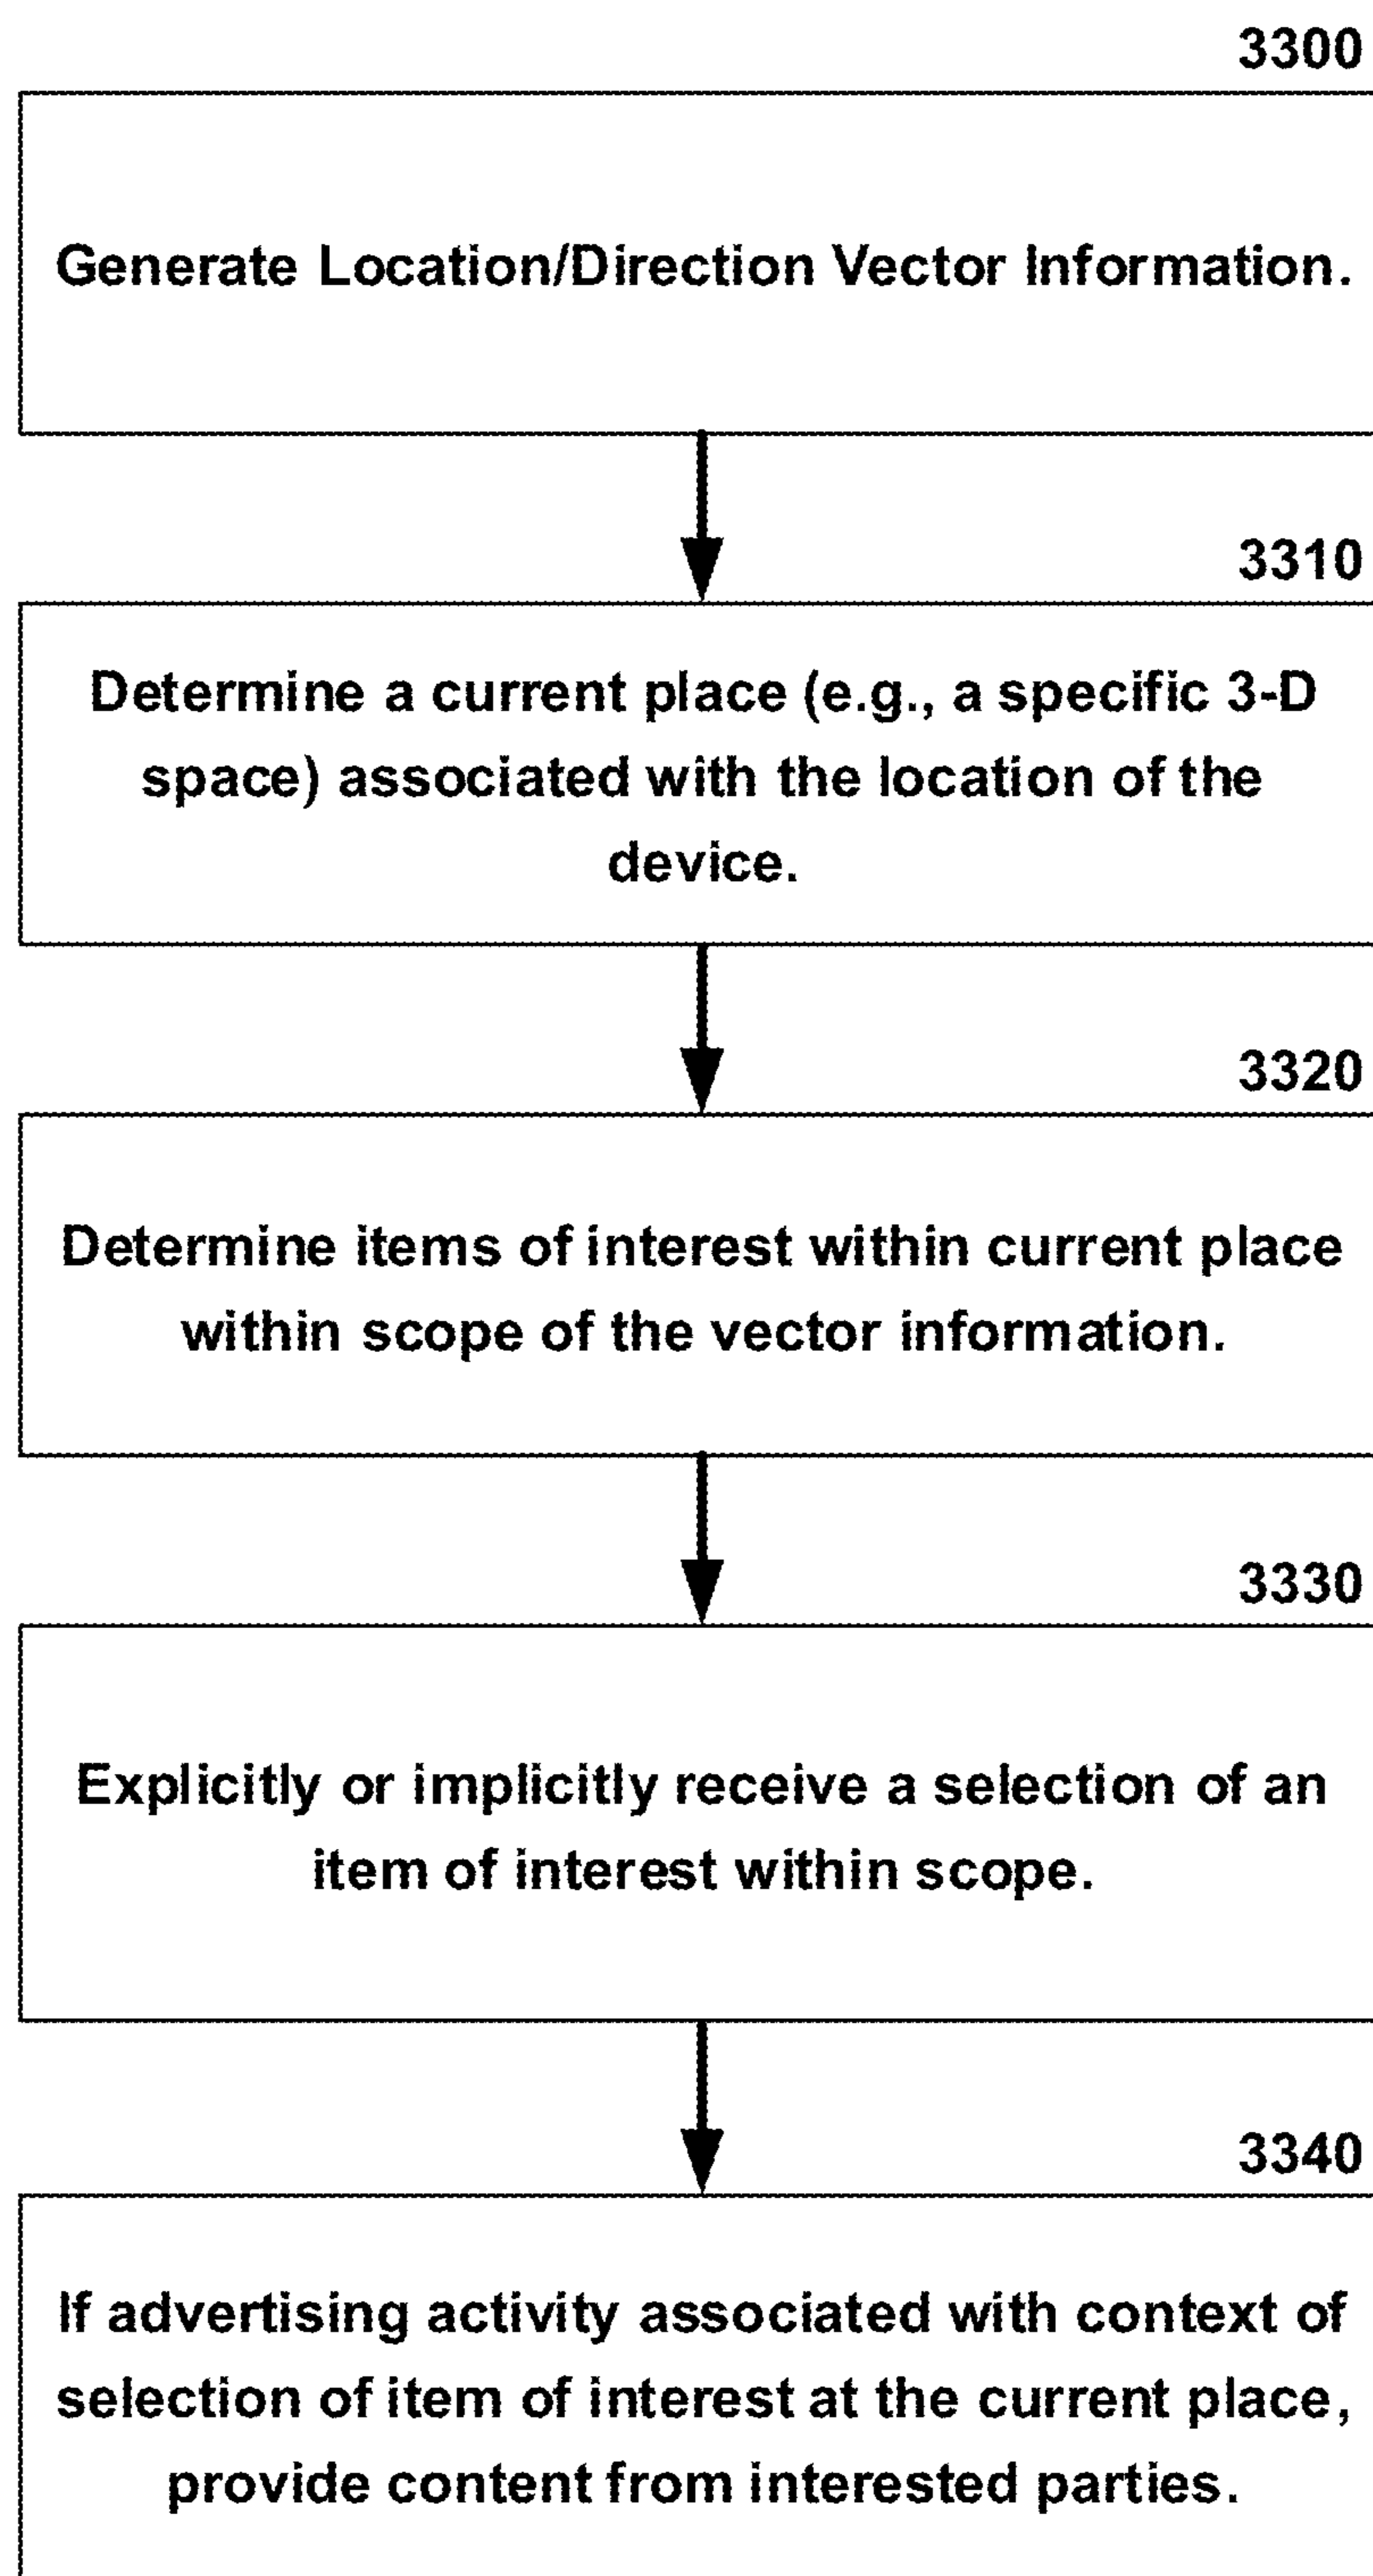 3300
Generate Location/Direction Vector Information.
3310
Determine a current place (e.g., a specific 3-D
space) associated with the location of the
device.
3320
Determine items of interest within current place
within scope of the vector information.
3330
Explicitly or implicitly receive a selection of an
item of interest within scope.
3340
If advertising activity associated with context of
selection of item of interest at the current place,
provide content from interested parties.